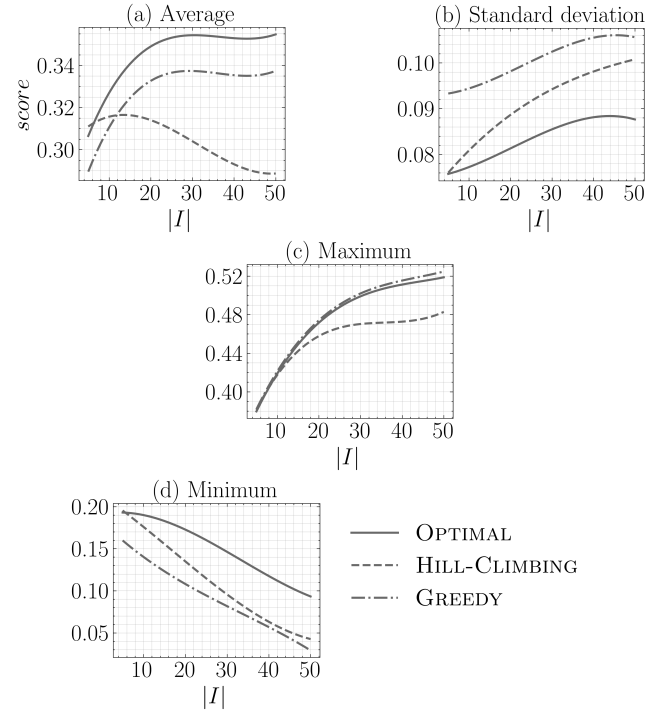 (a) Average
score
0.34
0.32
0.30
10 20 30 40 50
|I|
(b) Standard deviation
0.10
0.09
0.08
10 20 30 40 50
|I|
(c) Maximum
0.52
0.48
0.44
0.40
10 20 30 40 50
|I|
(d) Minimum
0.20
0.15
0.10
0.05
10 20 30 40 50
|I|
OPTIMAL
HILL-CLIMBING
GREEDY